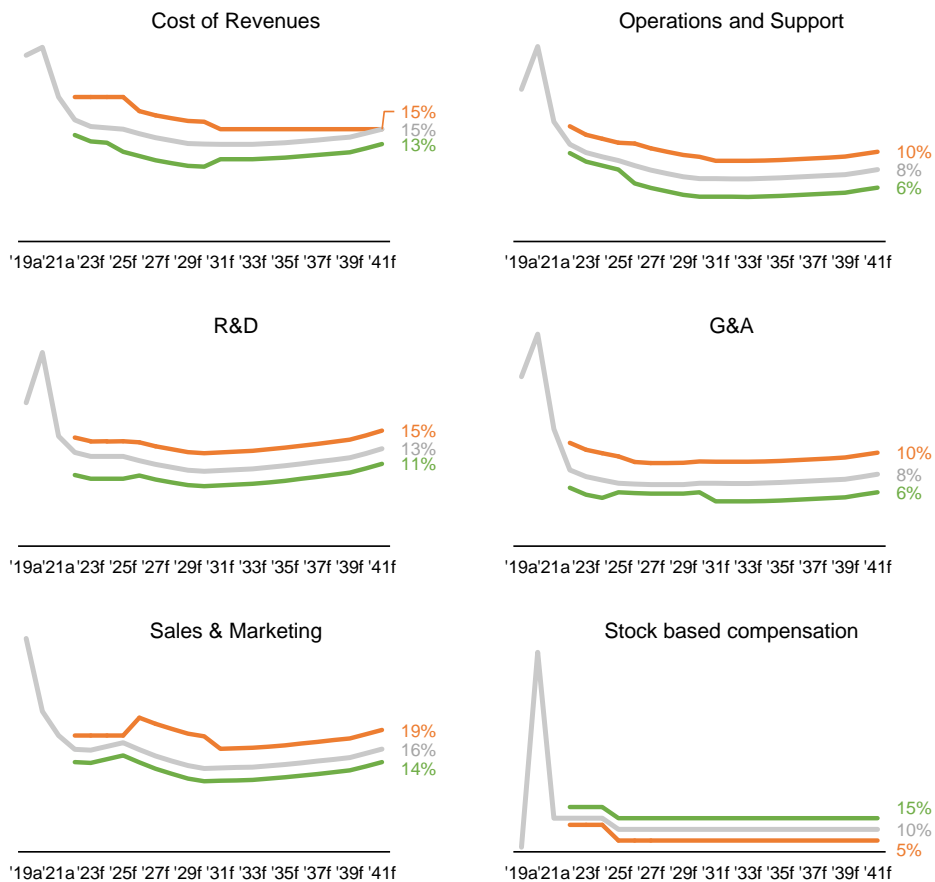 Cost of Revenues
15%
15%
13%
'19a'21a'23f '25f '27f '29f '31f '33f '35f '37f '39f '41f
Operations and Support
10%
8%
6%
'19a'21a'23f '25f '27f '29f '31f '33f '35f '37f '39f '41f
R&D
15%
13%
11%
'19a'21a'23f '25f '27f '29f '31f '33f '35f '37f '39f '41f
G&A
10%
8%
6%
'19a'21a'23f '25f '27f '29f '31f '33f '35f '37f '39f '41f
Sales & Marketing
19%
16%
14%
'19a'21a'23f '25f '27f '29f '31f '33f '35f '37f '39f '41f
Stock based compensation
15%
10%
5%
'19a'21a'23f '25f '27f '29f '31f '33f '35f '37f '39f '41f